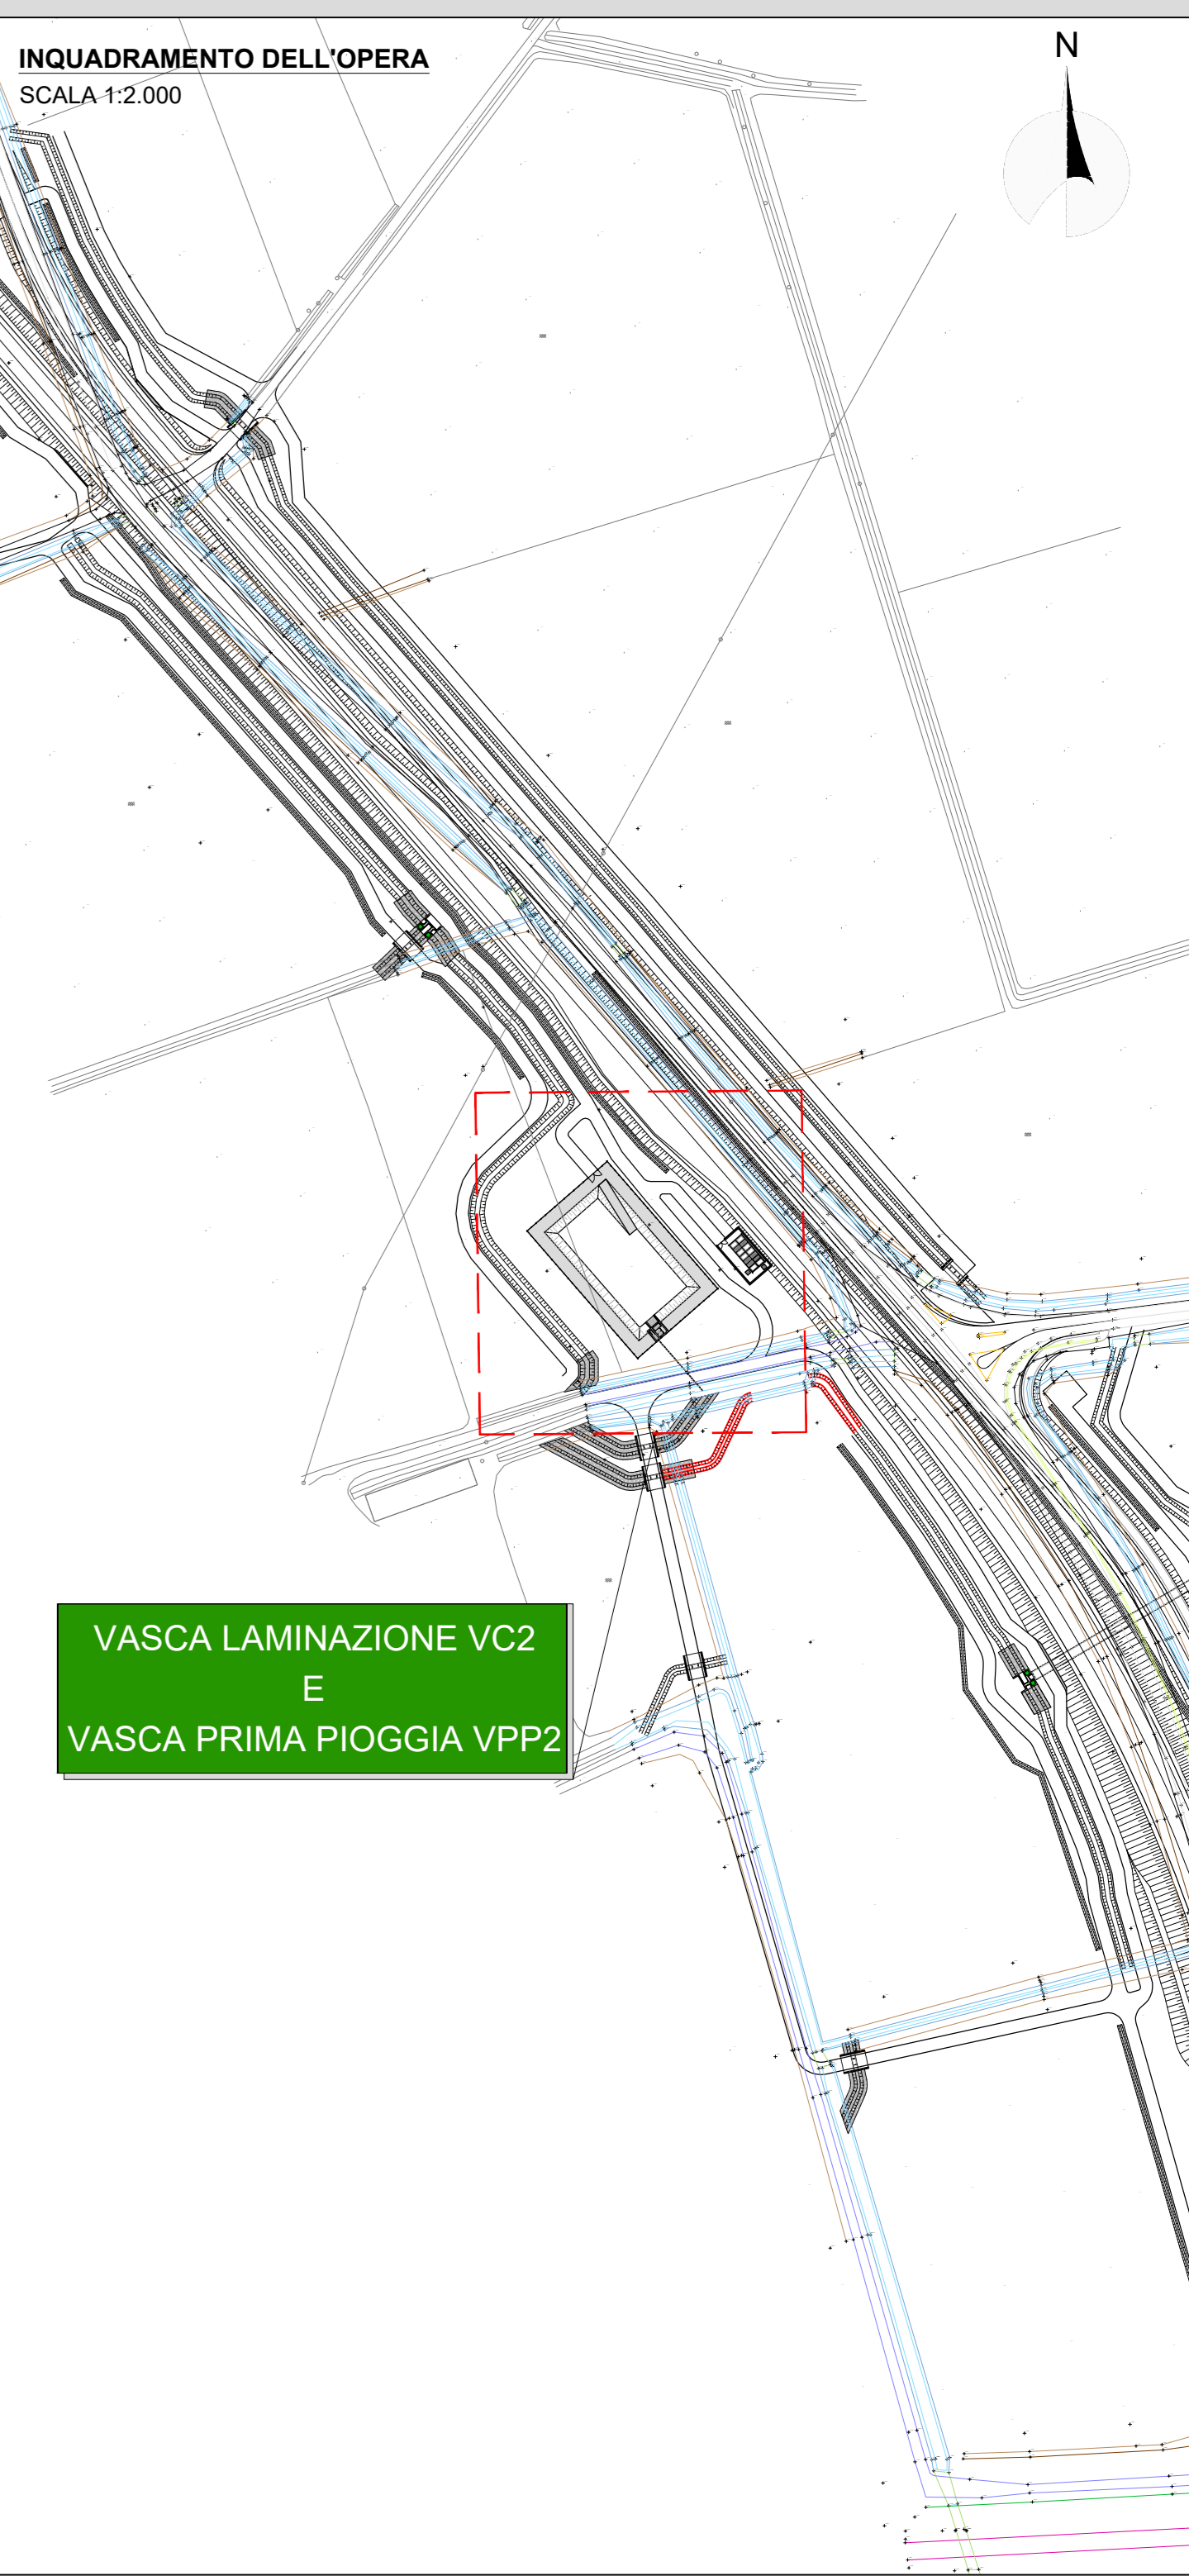 INQUADRAMENTO DELL'OPERA
SCALA 1:2.000
N
VASCA LAMINAZIONE VC2
E
VASCA PRIMA PIOGGIA VPP2